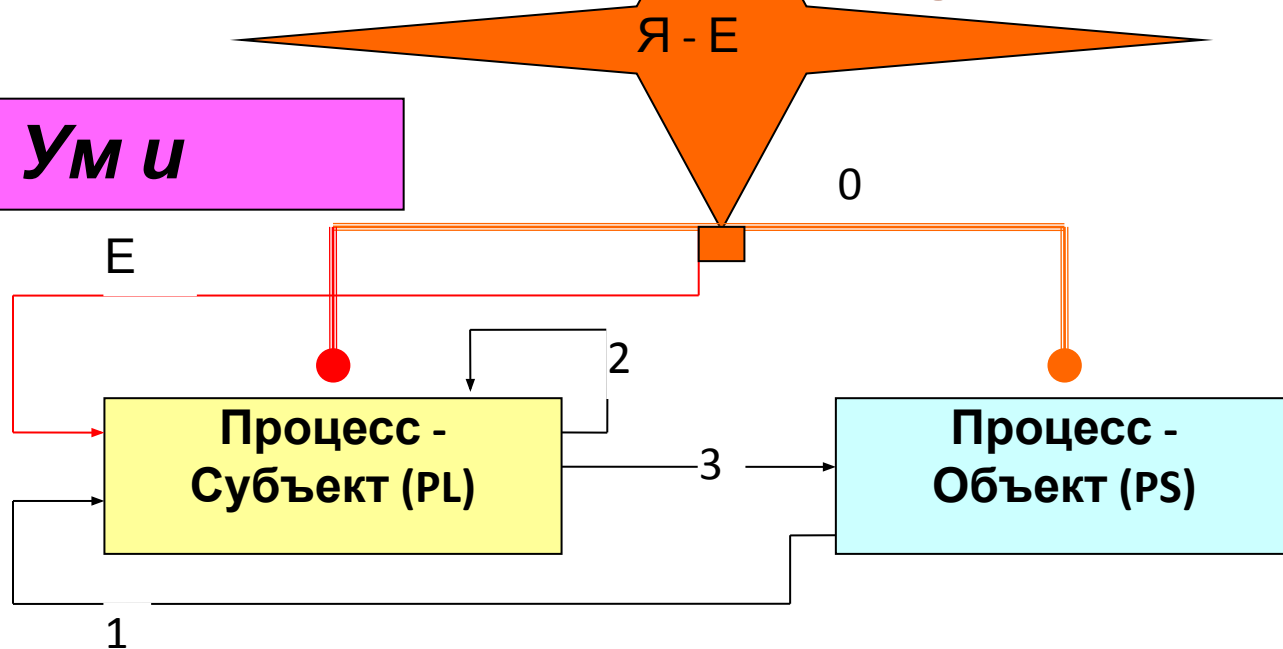 Я - Е
Ум и
0
Е
2
Процесс -
Субъект (PL)
3
Процесс -
Объект (PS)
1